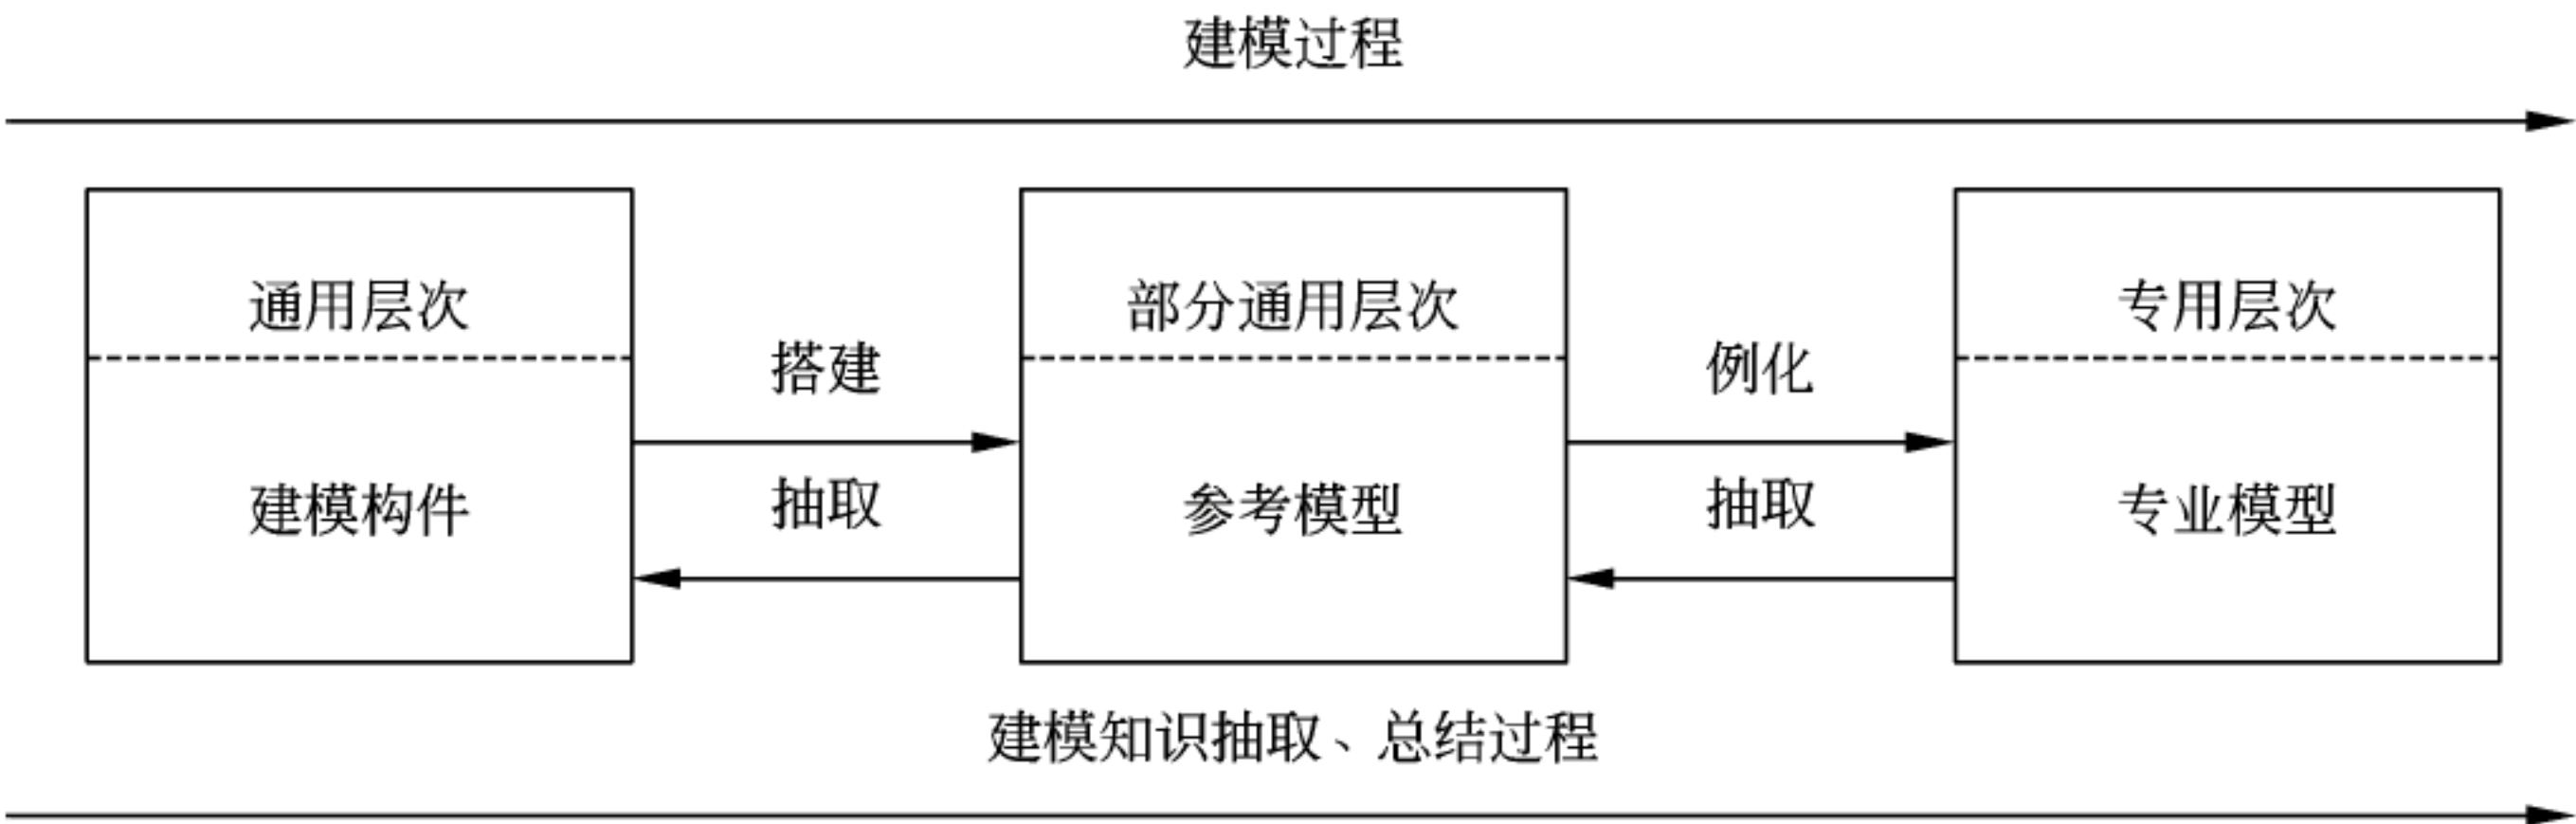 建模过程
通用层次
部分通用层次
专用层次
搭建
例化
抽取
抽取
建模构件
参考模型
专业模型
建模知识抽取、总结过程